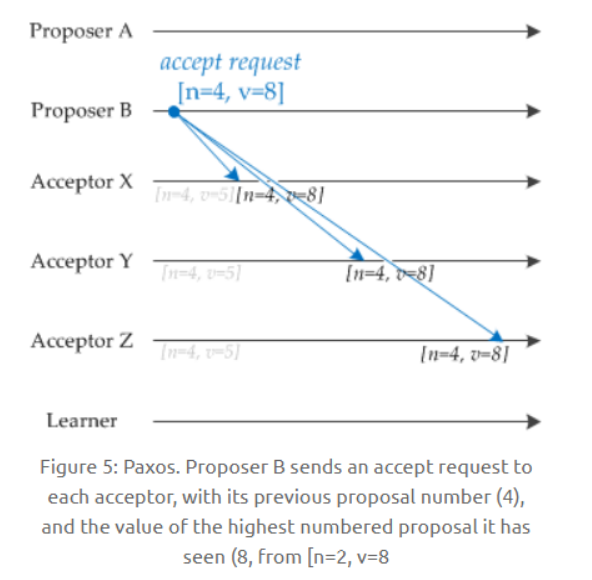 Proposer A
accept request
[n=4, v=8]
Proposer B
Acceptor X
[n=4, v=5] [n=4, v=8]
Acceptor Y
[n=4, v=5] [n=4, v=8]
Acceptor Z
[n=4, v=5] [n=4, v=8]
Learner
Figure 5: Paxos. Proposer B sends an accept request to
each acceptor, with its previous proposal number (4),
and the value of the highest numbered proposal it has
seen (8, from [n=2, v=8